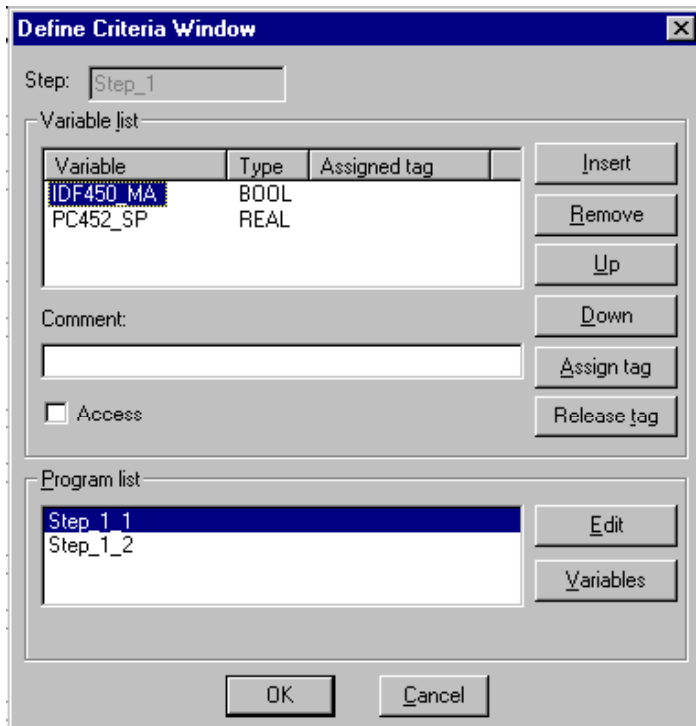 Define Criteria Window
Step: Step_1
Variable list
Variable Type Assigned tag
IDF450_MA BOOL
PC452_SP REAL
Insert
Remove
Up
Down
Assign tag
Release tag
Comment:
Access
Program list
Step_1_1
Step_1_2
Edit
Variables
OK Cancel